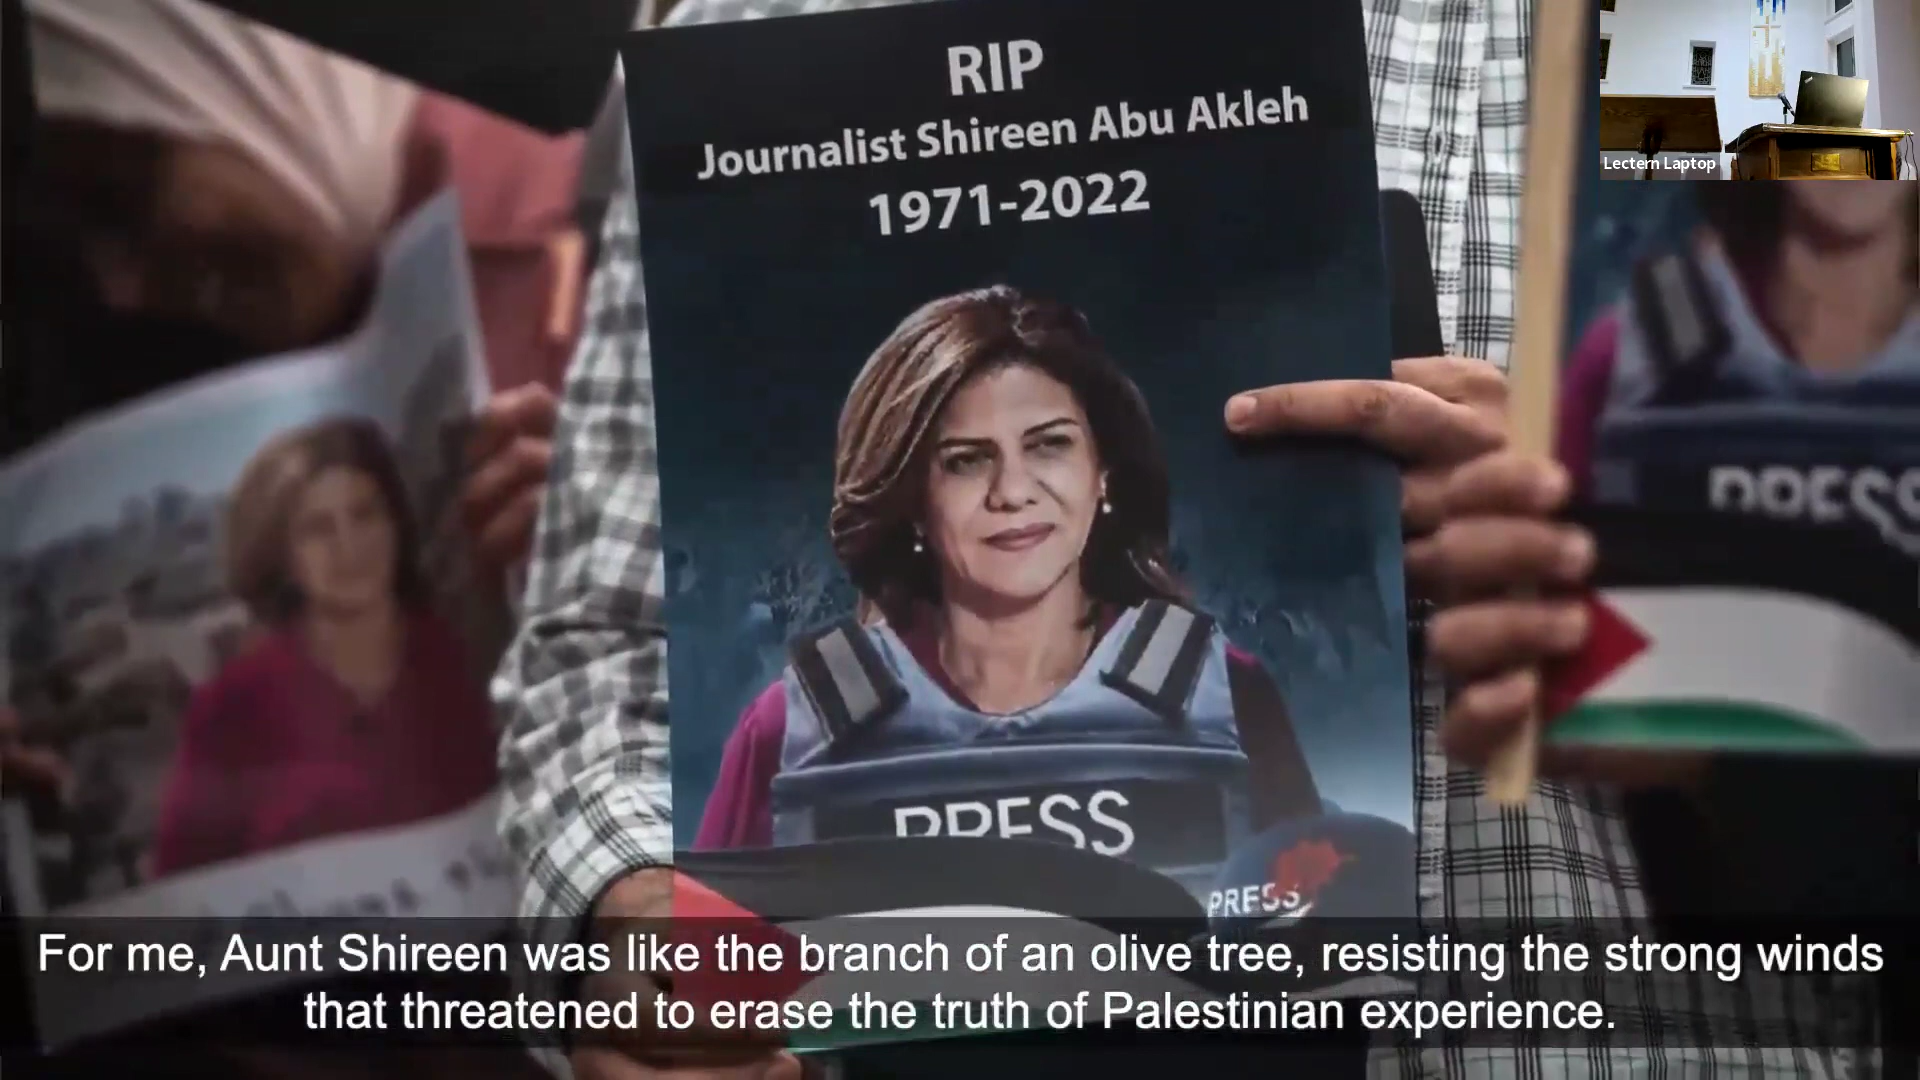 RIP
Journalist Shireen Abu Akleh
1971-2022
Lectern Laptop
PRESS
PRESS
PRESS
For me, Aunt Shireen was like the branch of an olive tree, resisting the strong winds
that threatened to erase the truth of Palestinian experience.